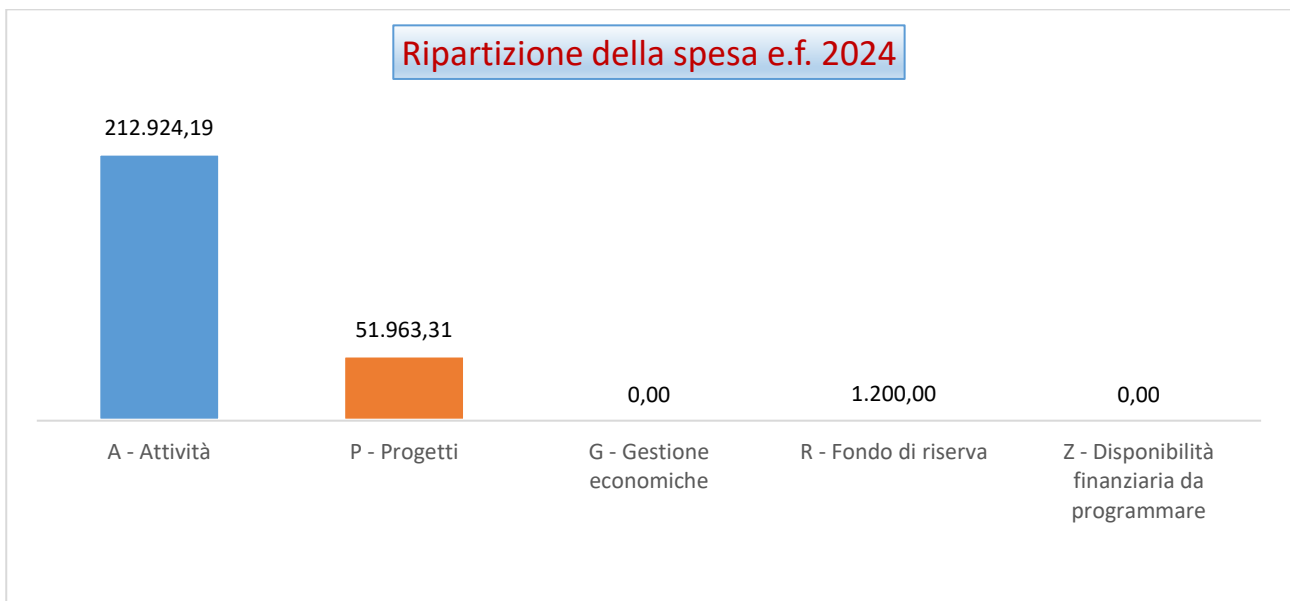 Ripartizione della spesa e.f. 2024
212.924,19
51.963,31
0,00
1.200,00
0,00
A - Attività
P - Progetti
G - Gestione
economiche
R - Fondo di riserva
Z - Disponibilità
finanziaria da
programmare